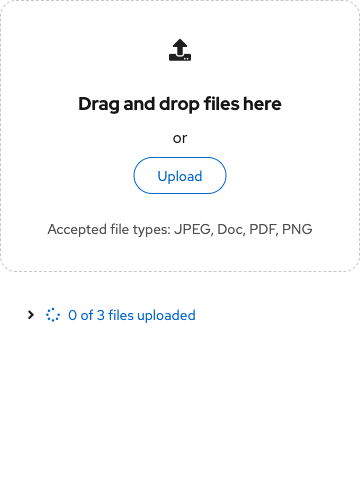 Drag and drop files here
or
Upload
Accepted file types: JPEG, Doc, PDF, PNG
0 of 3 files uploaded